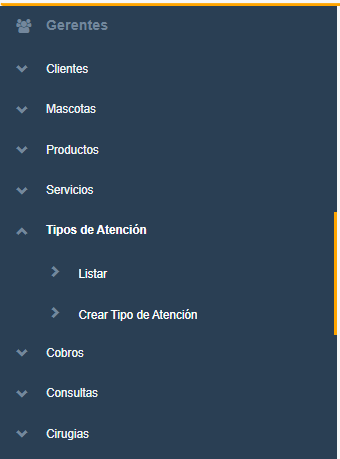 Gerentes
Clientes
Mascotas
Productos
Servicios
Tipos de Atención
Listar
Crear Tipo de Atención
Cobros
Consultas
Cirugias